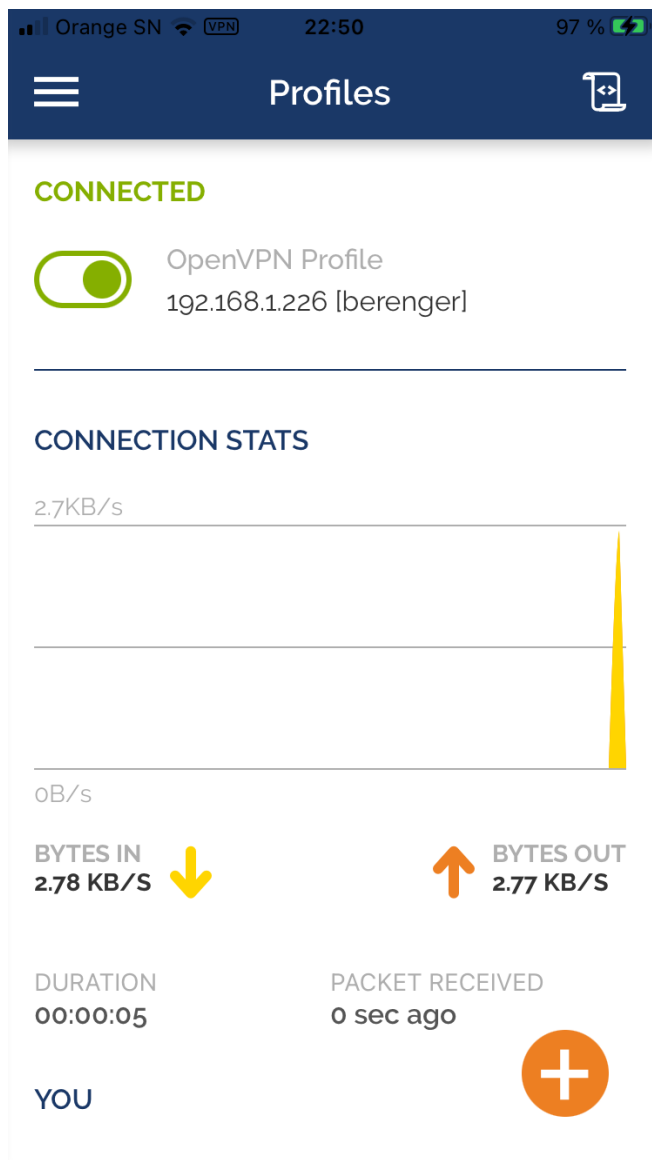 Orange SN VPN 22:50 97 %
Profiles
CONNECTED
OpenVPN Profile
192.168.1.226 [berenger]
CONNECTION STATS
2.7KB/s
0B/s
BYTES IN
2.78 KB/S
BYTES OUT
2.77 KB/S
DURATION
00:00:05
PACKET RECEIVED
0 sec ago
YOU